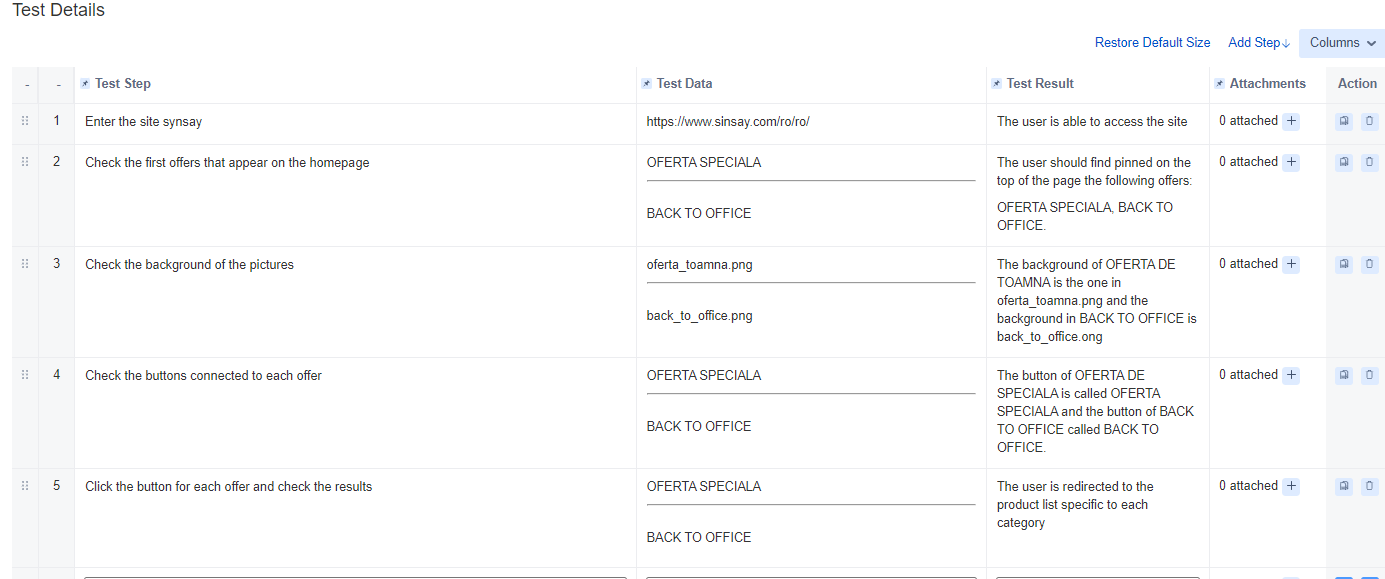 Test Details
Restore Default Size Add Step↓ Columns
- - Test Step Test Data Test Result Attachments Action
1 Enter the site synsay https://www.sinsay.com/ro/ro/ The user is able to access the site 0 attached +
2 Check the first offers that appear on the homepage OFERTA SPECIALA The user should find pinned on the 0 attached +
top of the page the following offers:
BACK TO OFFICE OFERTA SPECIALA, BACK TO
OFFICE.
3 Check the background of the pictures oferta_toamna.png The background of OFERTA DE 0 attached +
TOAMNA is the one in
oferta_toamna.png and the
back_to_office.png background in BACK TO OFFICE is
back_to_office.ong
4 Check the buttons connected to each offer OFERTA SPECIALA The button of OFERTA DE 0 attached +
SPECIALA is called OFERTA
SPECIALA and the button of BACK
BACK TO OFFICE TO OFFICE called BACK TO
OFFICE.
5 Click the button for each offer and check the results OFERTA SPECIALA The user is redirected to the 0 attached +
product list specific to each
category
BACK TO OFFICE